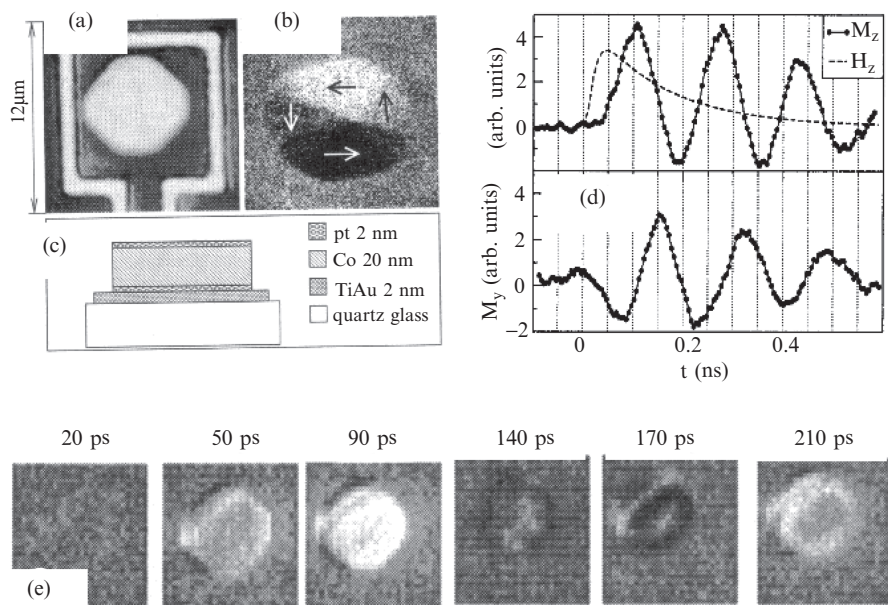 (a)
(b)
12μm
(c)
pt 2 nm
Co 20 nm
TiAu 2 nm
quartz glass
M_z
H_z
(arb. units)
4
2
0
(d)
M_y (arb. units)
4
2
0
−2
0
0.2
0.4
t (ns)
20 ps
50 ps
90 ps
140 ps
170 ps
210 ps
(e)